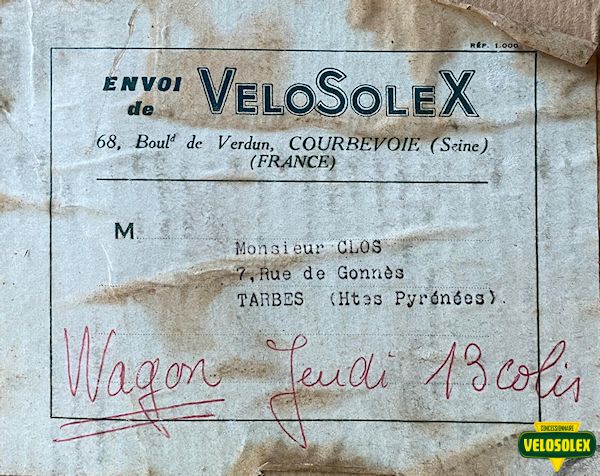 RÉF. 1.000
ENVOI de VELOSOLEX
68, Boulᵈ de Verdun, COURBEVOIE (Seine)
(FRANCE)
M
Monsieur CLOS
7,Rue de Gonnès
TARBES (Htes Pyrénées).
Wagon Jeudi 13 colis
CONCESSIONNAIRE
VELOSOLEX